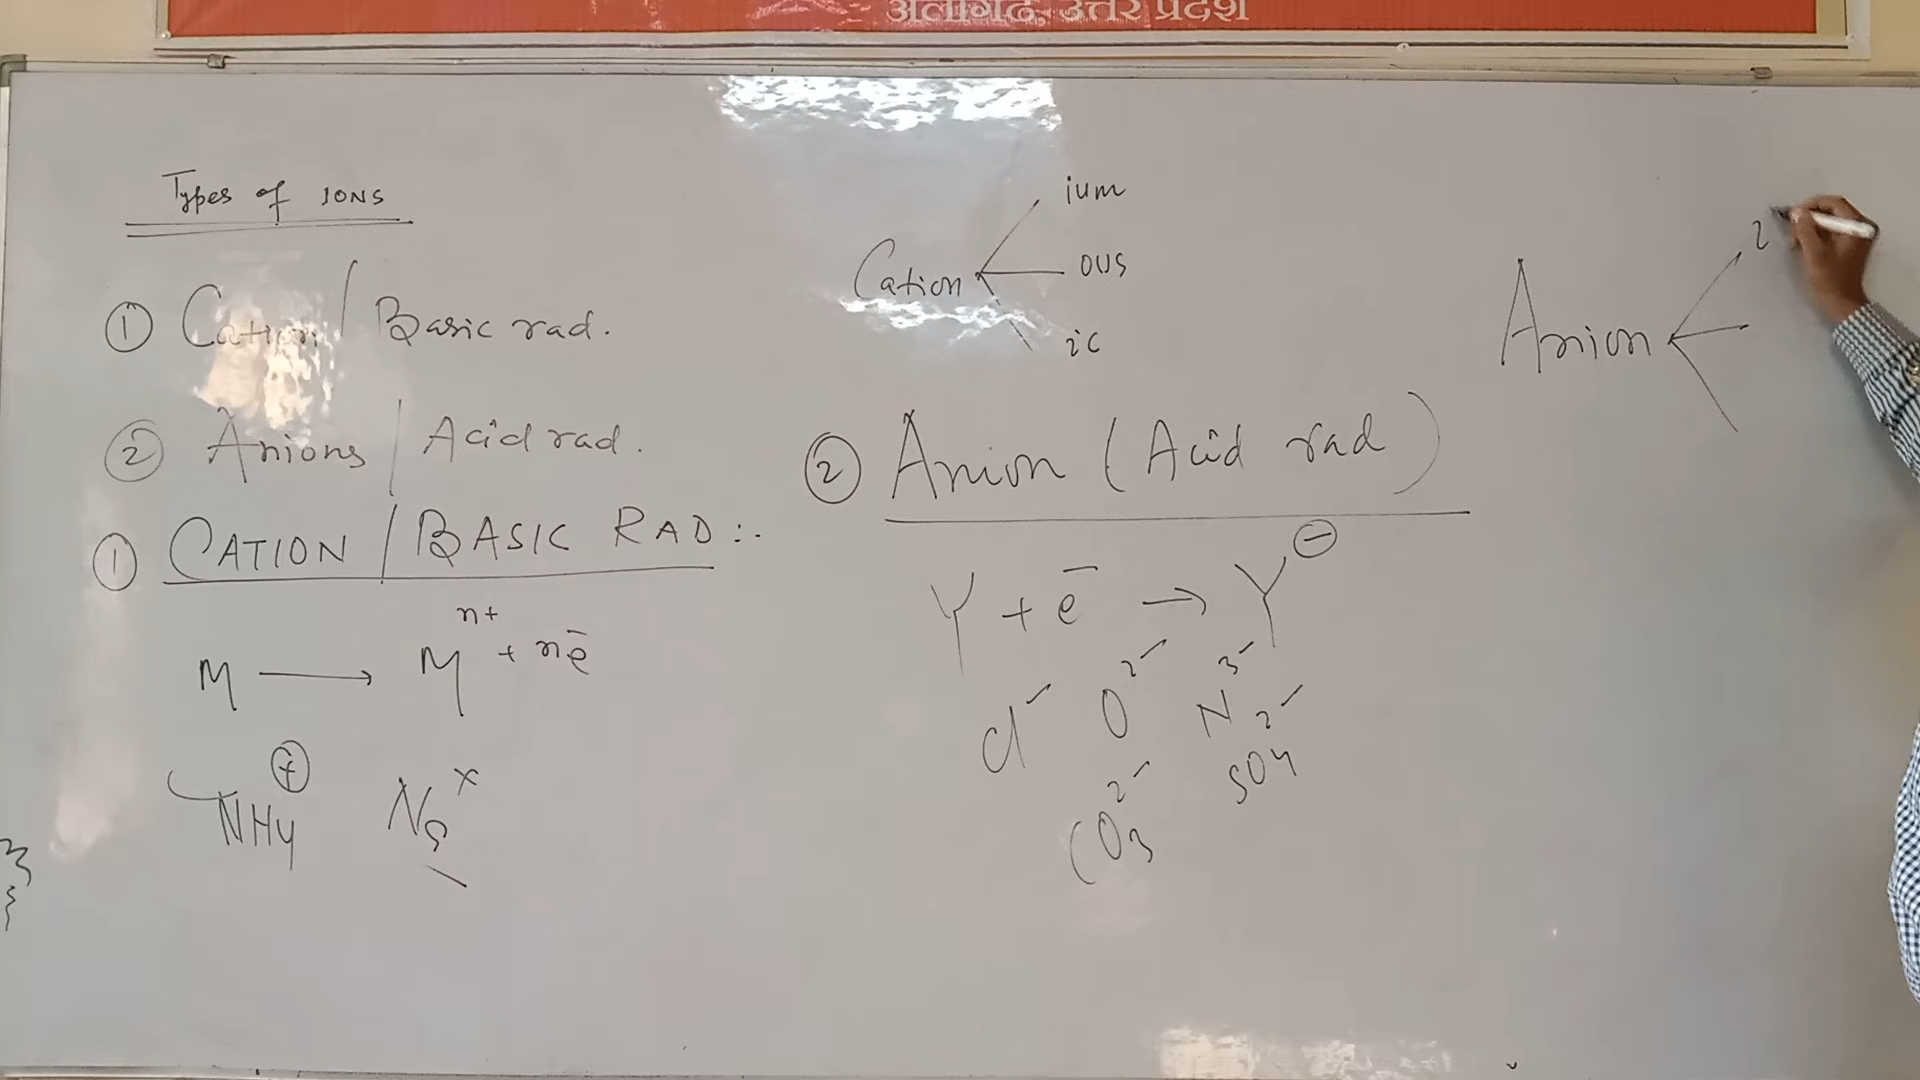 अलीगढ, उत्तर प्रदेश
Types of IONS
① Cation / Basic rad.
② Anions / Acid rad.
① CATION / BASIC RAD :.
M ⟶ Mⁿ⁺ + ne⁻
NH4⊕
Cation
ium
ous
ic
② Anion (Acid rad)
Y + e⁻ → Y⊖
Cl⁻ O²⁻ N³⁻
CO3²⁻ SO4²⁻
Anion